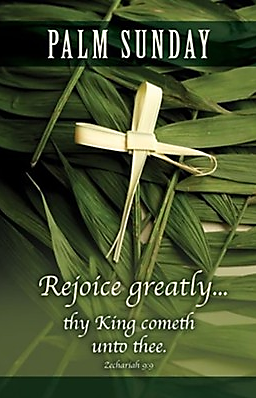 PALM SUNDAY
Rejoice greatly...
thy King cometh
unto thee.
Zechariah 9:9